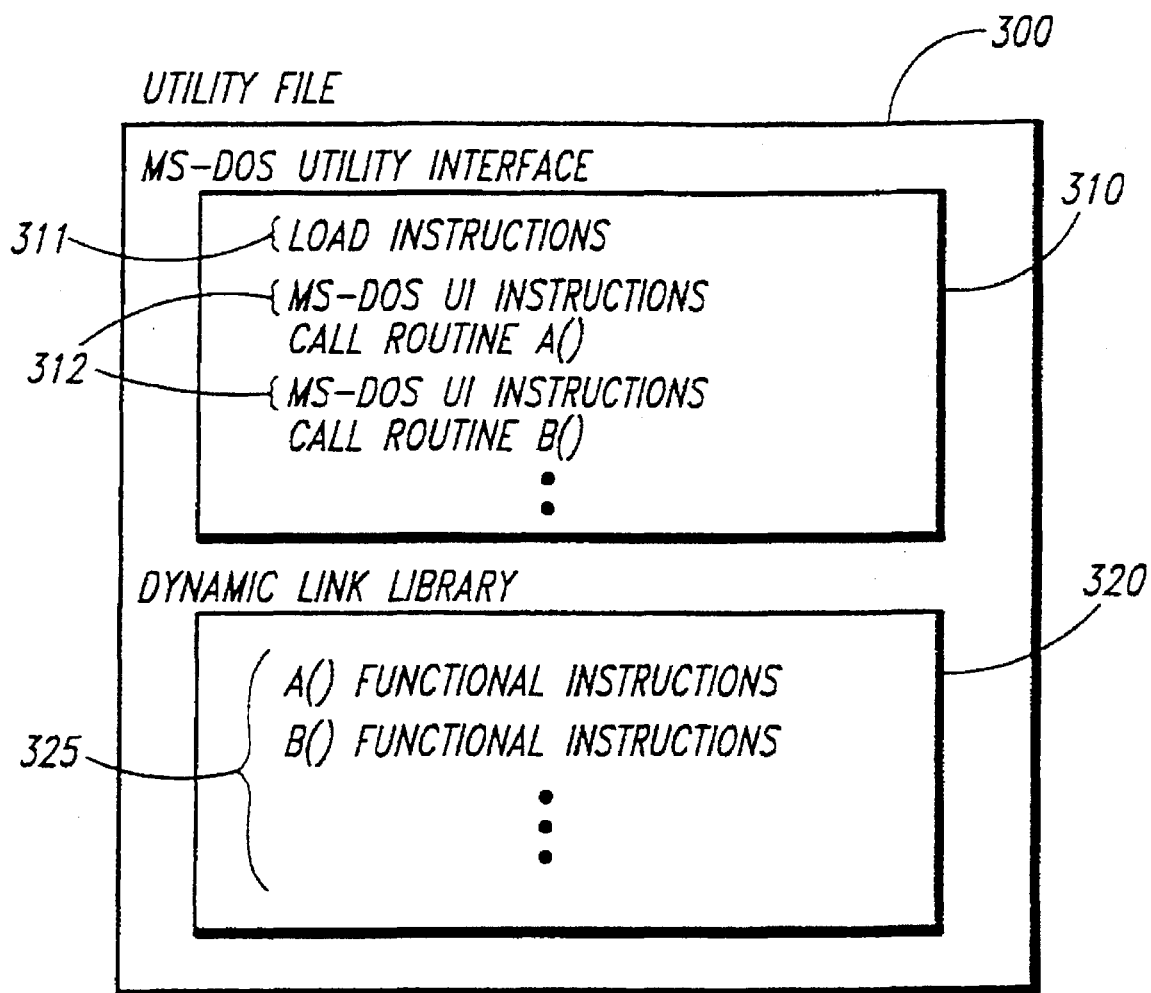 300
UTILITY FILE
MS-DOS UTILITY INTERFACE
310
311
{LOAD INSTRUCTIONS
{MS-DOS UI INSTRUCTIONS
CALL ROUTINE A()
312
{MS-DOS UI INSTRUCTIONS
CALL ROUTINE B()
DYNAMIC LINK LIBRARY
320
A() FUNCTIONAL INSTRUCTIONS
B() FUNCTIONAL INSTRUCTIONS
325